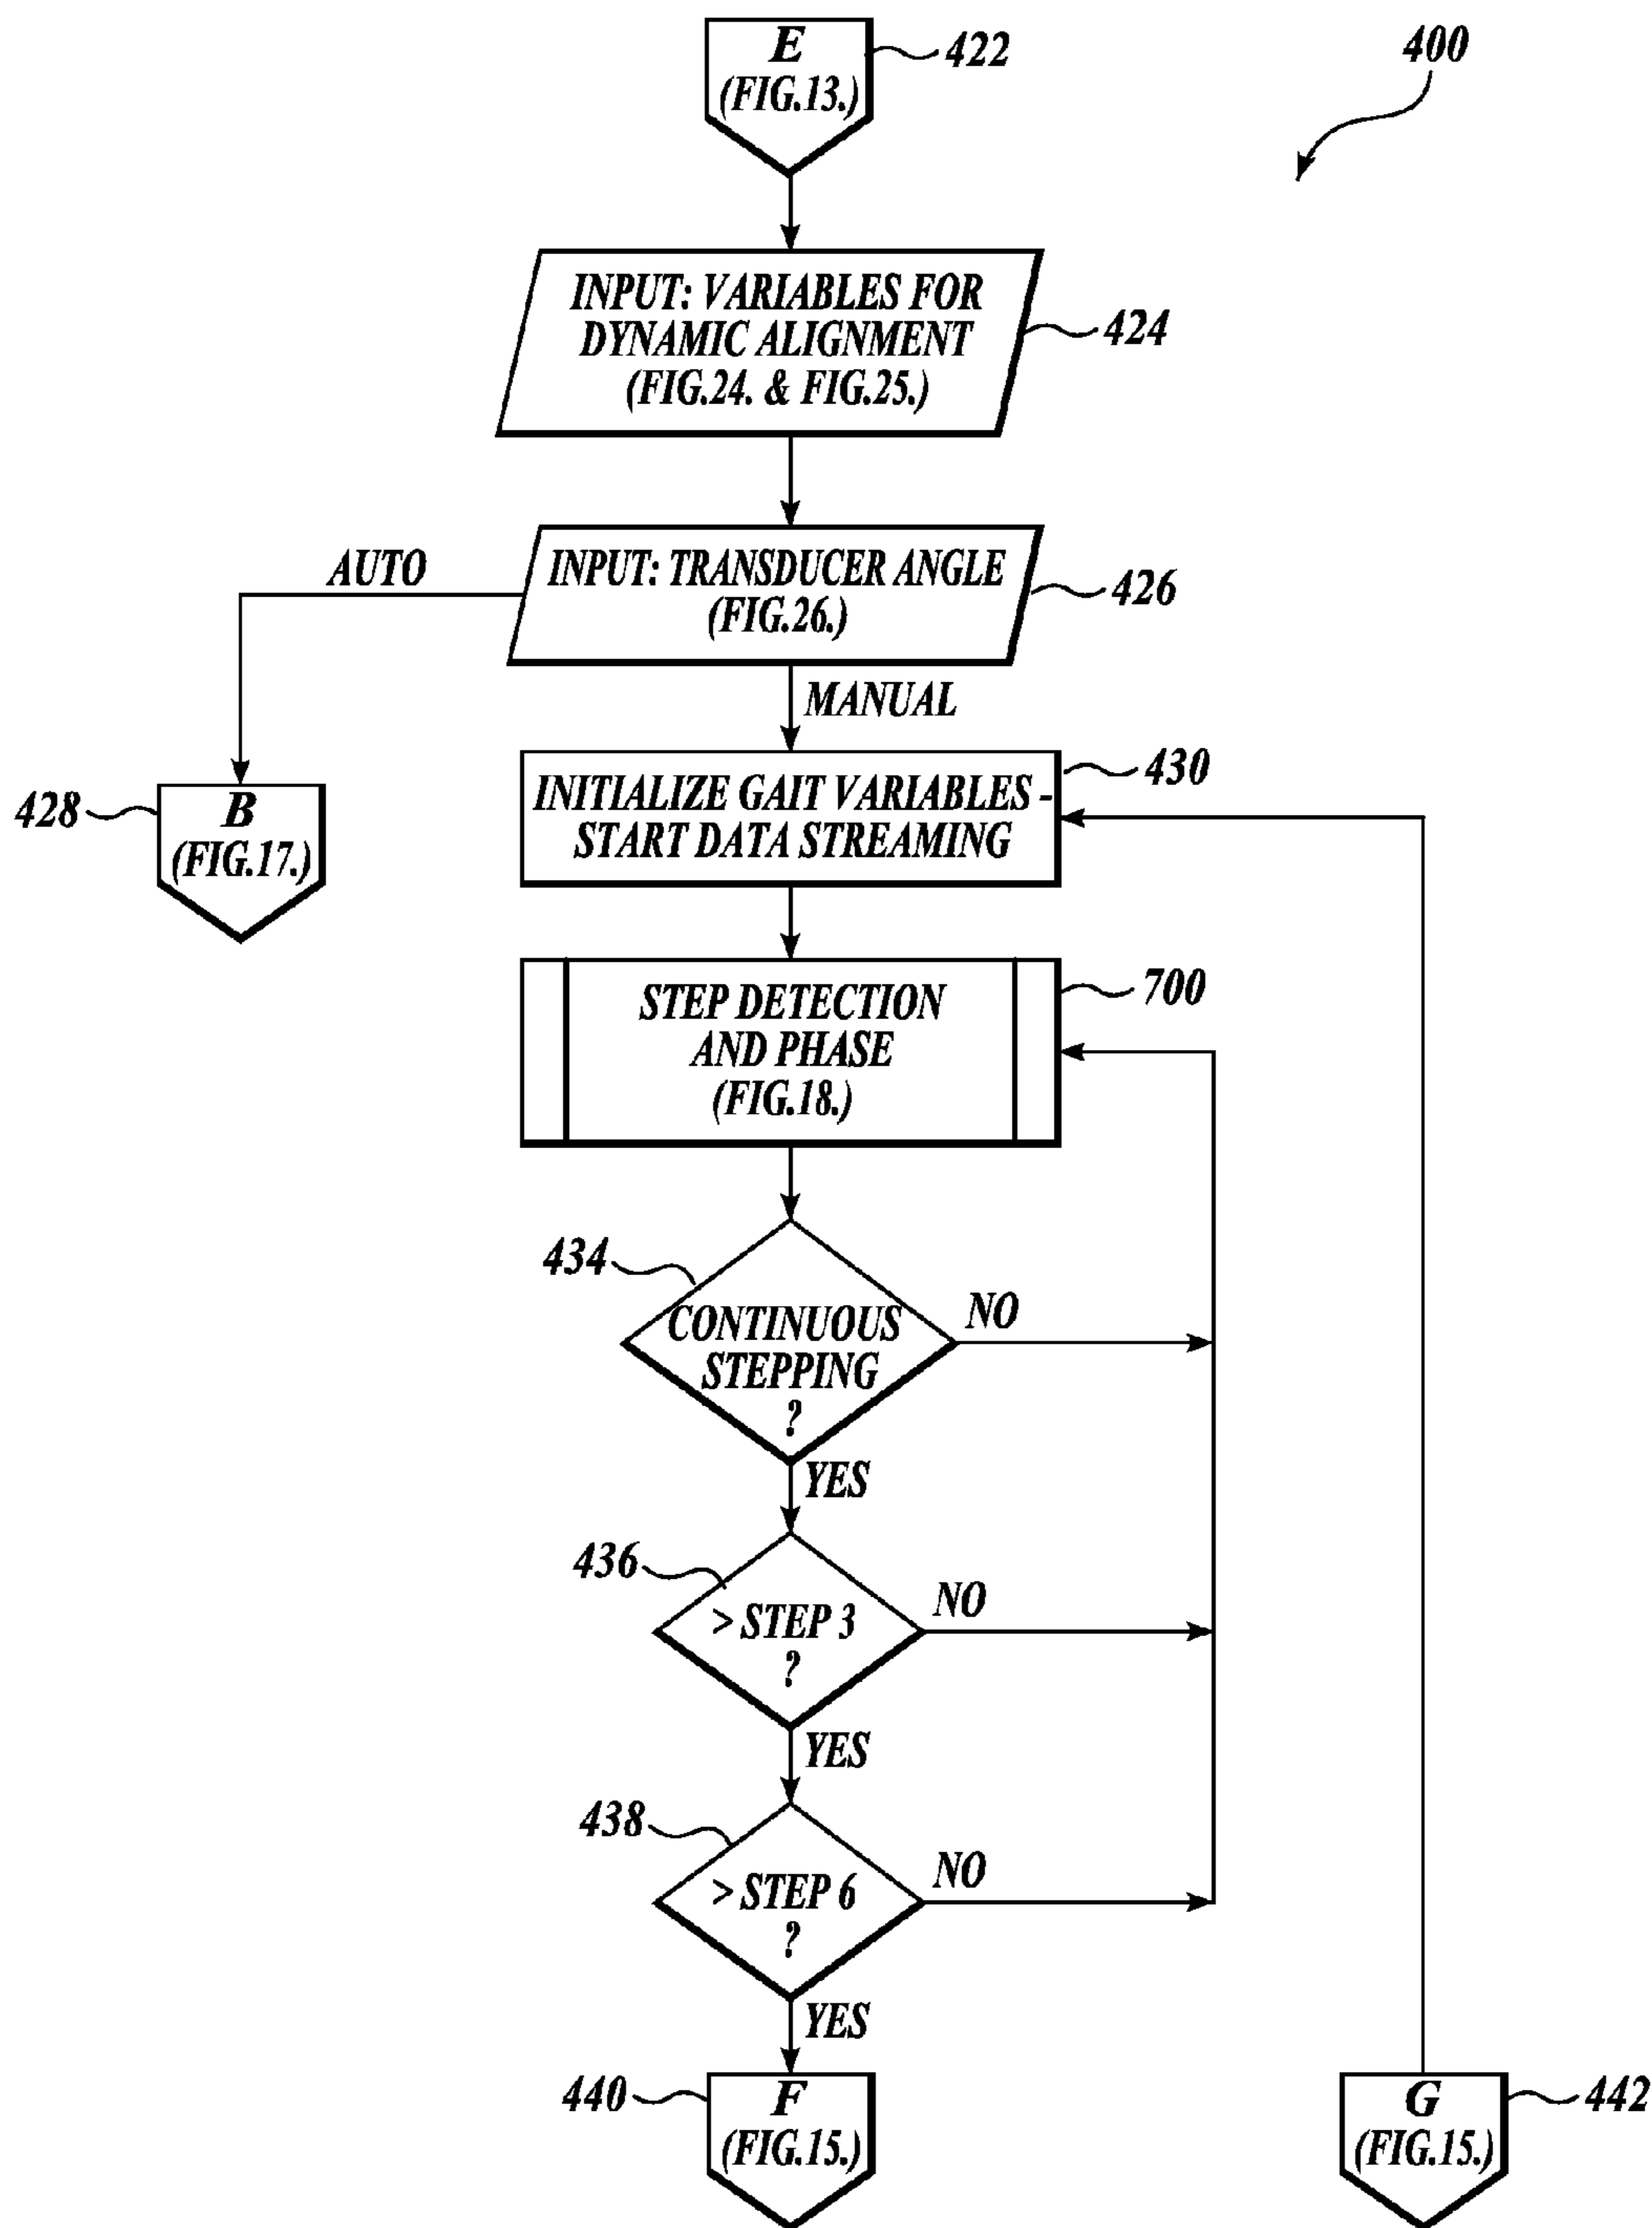 E
(FIG.13.)
422
400
INPUT: VARIABLES FOR
DYNAMIC ALIGNMENT
(FIG.24. & FIG.25.)
424
AUTO
INPUT: TRANSDUCER ANGLE
(FIG.26.)
426
MANUAL
428
B
(FIG.17.)
INITIALIZE GAIT VARIABLES -
START DATA STREAMING
430
STEP DETECTION
AND PHASE
(FIG.18.)
700
434
CONTINUOUS
STEPPING
?
NO
YES
436
> STEP 3
?
NO
YES
438
> STEP 6
?
NO
YES
440
F
(FIG.15.)
G
(FIG.15.)
442